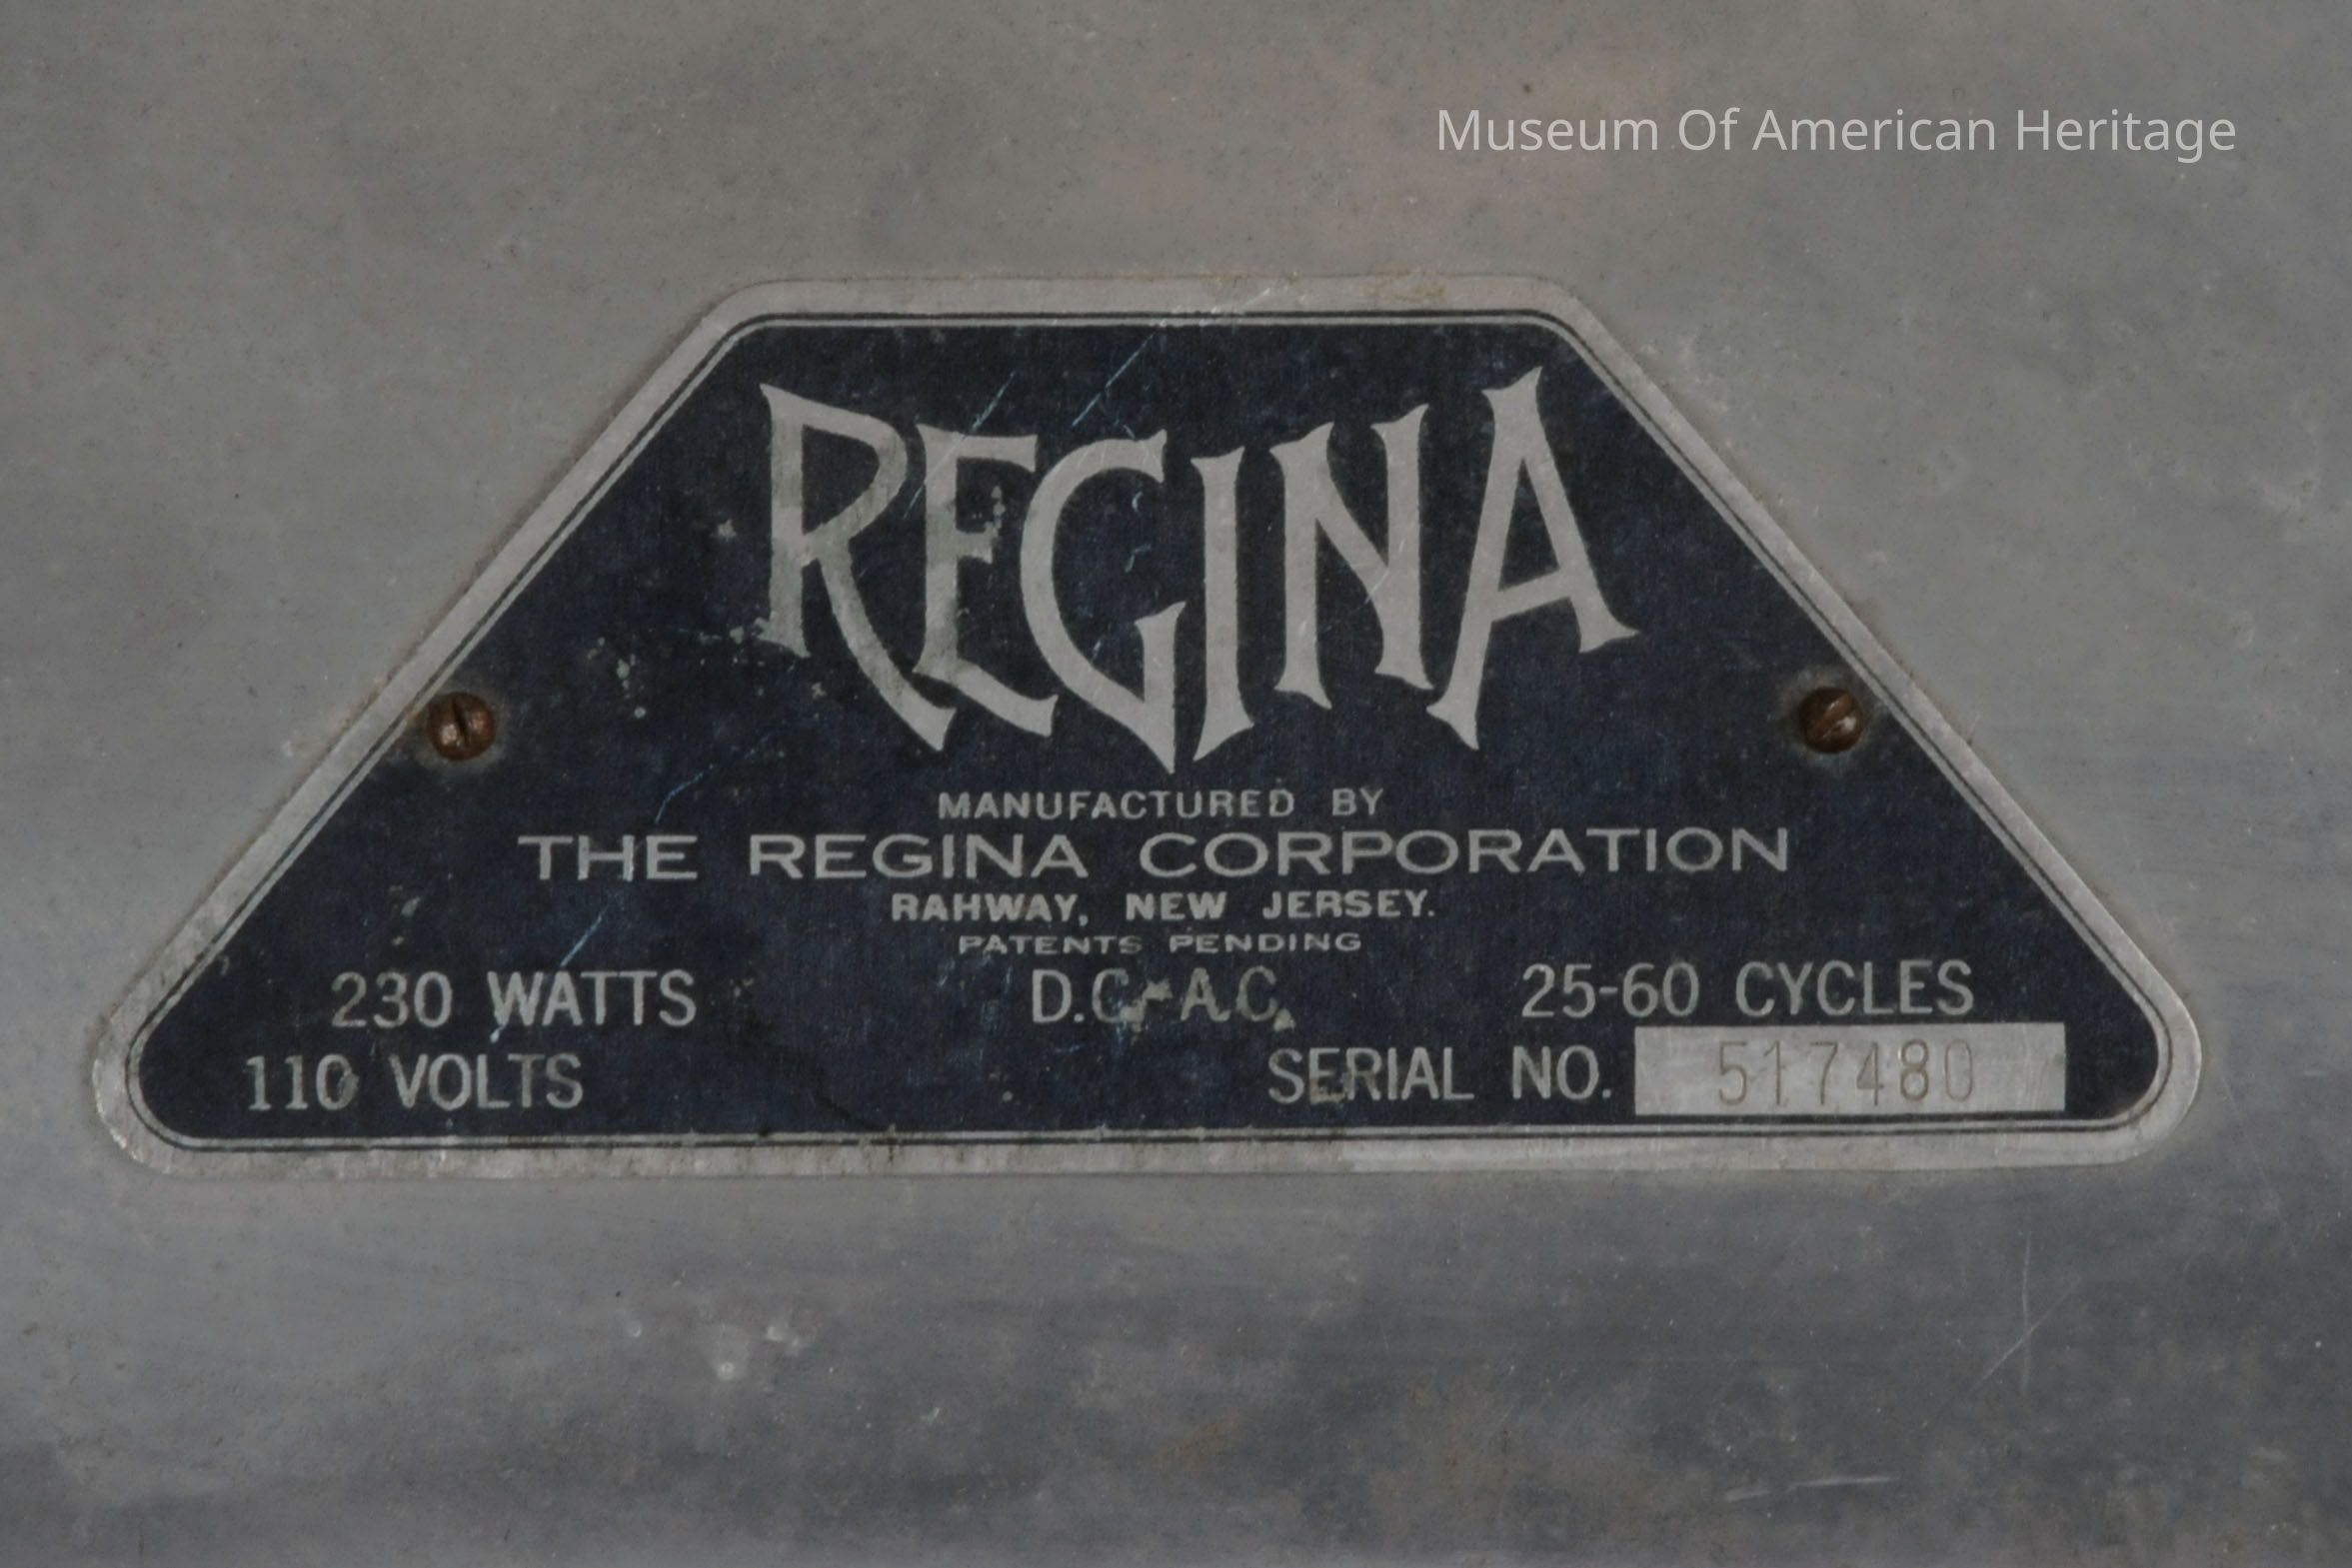 Museum Of American Heritage
REGINA
MANUFACTURED BY
THE REGINA CORPORATION
RAHWAY, NEW JERSEY.
PATENTS PENDING
230 WATTS D.C.-A.C. 25-60 CYCLES
110 VOLTS SERIAL NO. 517480